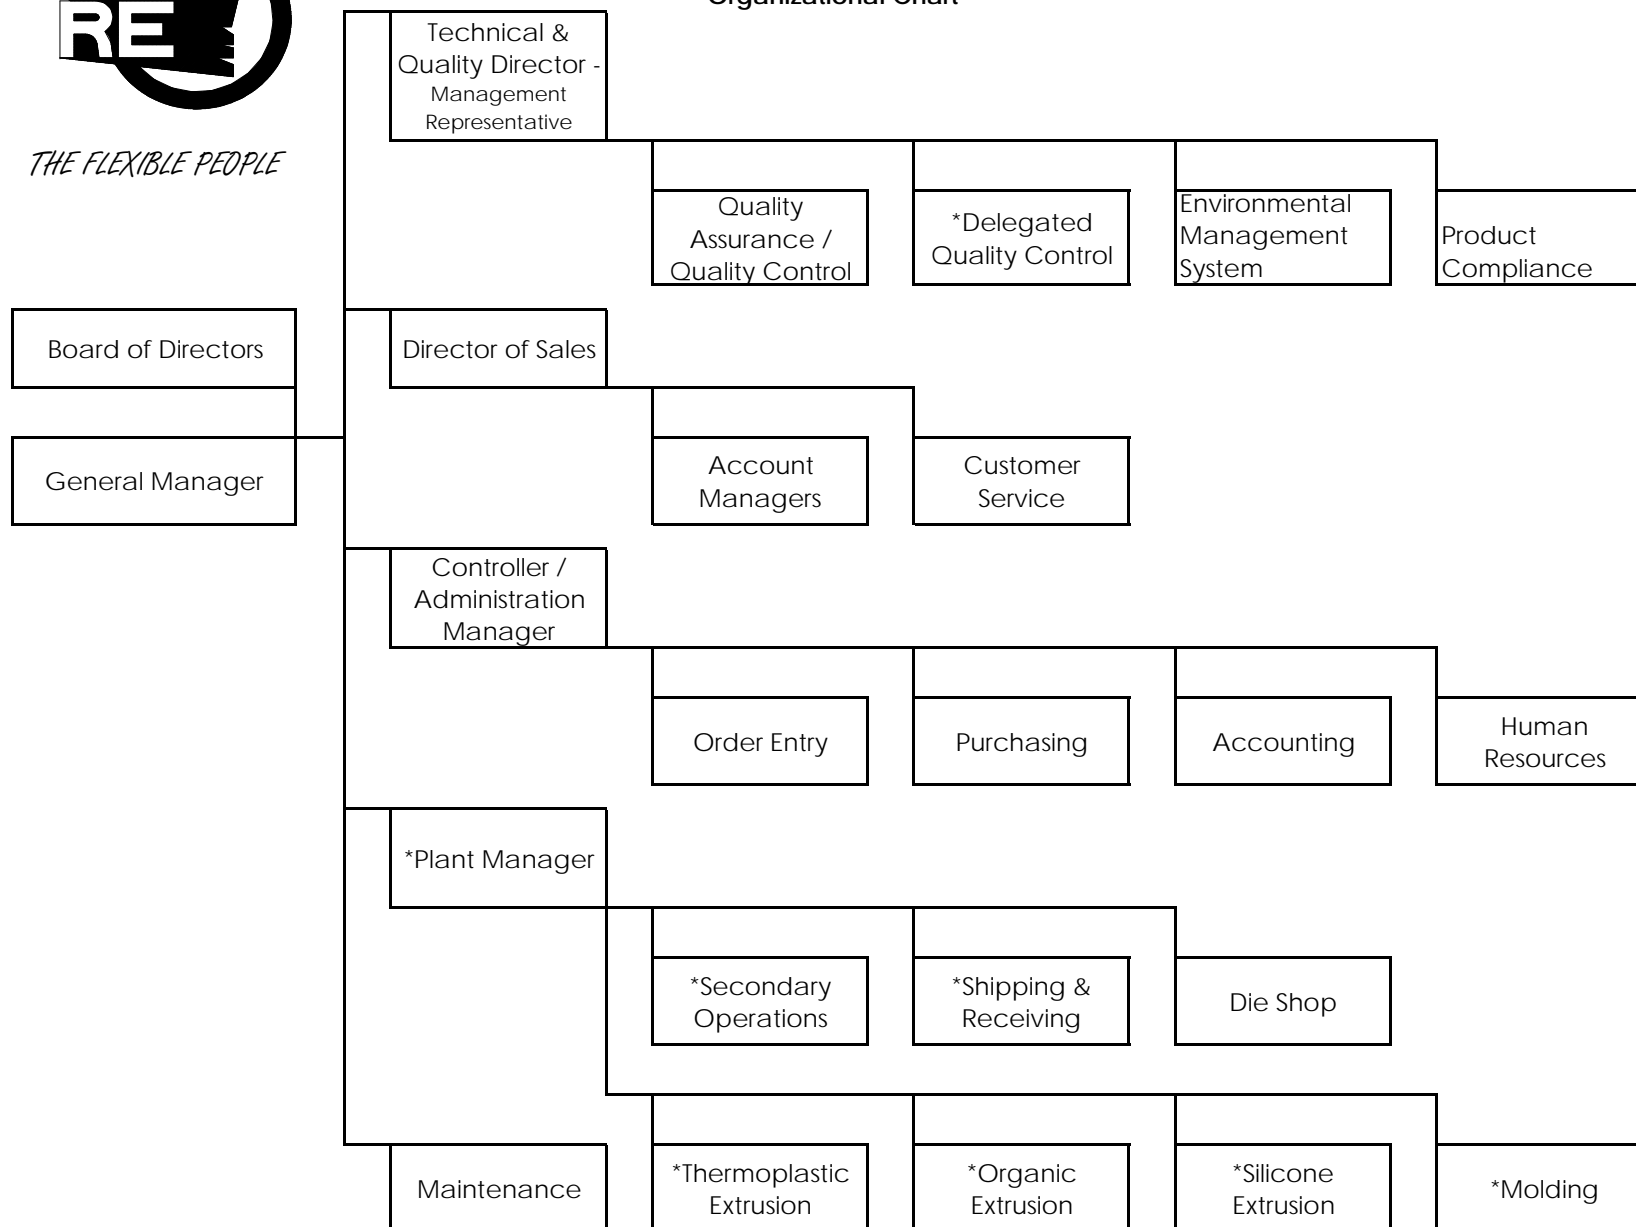 Organizational Chart
RE
THE FLEXIBLE PEOPLE
Technical &
Quality Director -
Management
Representative
Quality
Assurance /
Quality Control
*Delegated
Quality Control
Environmental
Management
System
Product
Compliance
Board of Directors
Director of Sales
General Manager
Account
Managers
Customer
Service
Controller /
Administration
Manager
Order Entry
Purchasing
Accounting
Human
Resources
*Plant Manager
*Secondary
Operations
*Shipping &
Receiving
Die Shop
Maintenance
*Thermoplastic
Extrusion
*Organic
Extrusion
*Silicone
Extrusion
*Molding